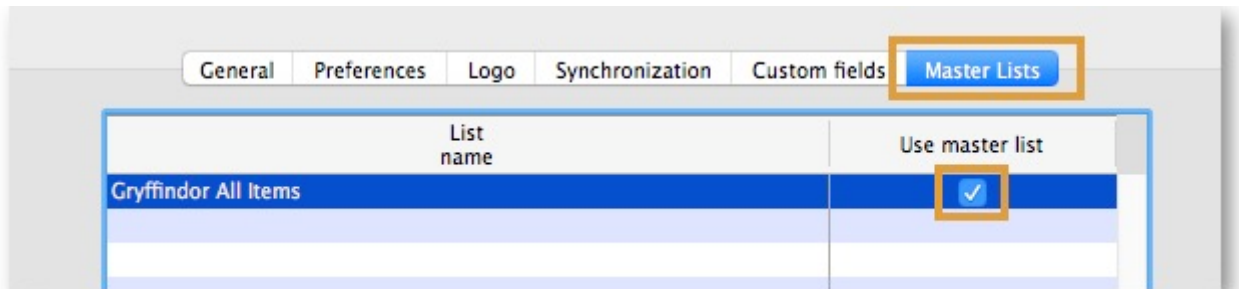 General Preferences Logo Synchronization Custom fields Master Lists
List name Use master list
Gryffindor All Items